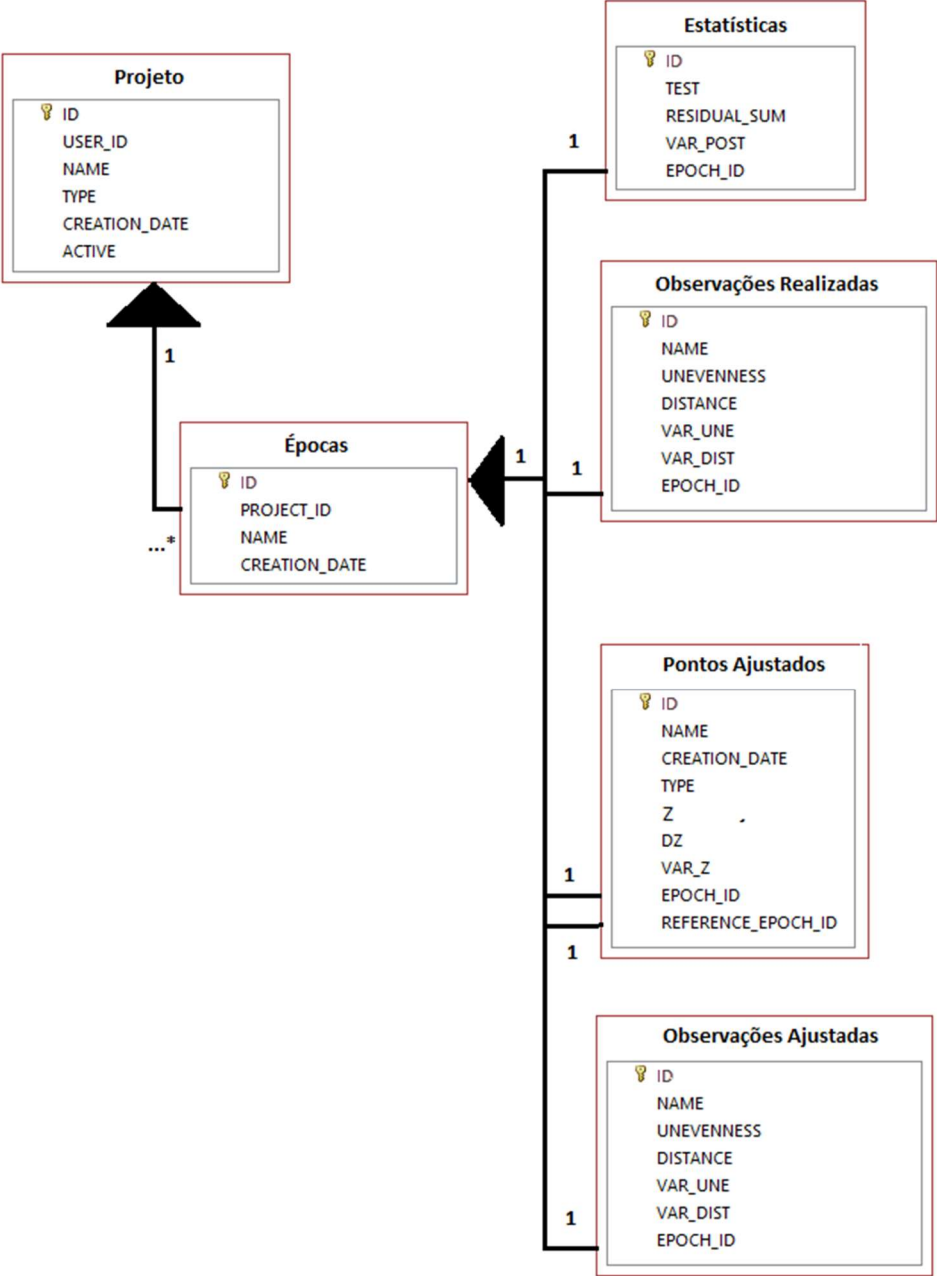 Projeto
ID
USER_ID
NAME
TYPE
CREATION_DATE
ACTIVE
1
...*
Épocas
ID
PROJECT_ID
NAME
CREATION_DATE
1
Estatísticas
ID
TEST
RESIDUAL_SUM
VAR_POST
EPOCH_ID
1
Observações Realizadas
ID
NAME
UNEVENNESS
DISTANCE
VAR_UNE
VAR_DIST
EPOCH_ID
1
Pontos Ajustados
ID
NAME
CREATION_DATE
TYPE
Z
DZ
VAR_Z
EPOCH_ID
REFERENCE_EPOCH_ID
1
1
Observações Ajustadas
ID
NAME
UNEVENNESS
DISTANCE
VAR_UNE
VAR_DIST
EPOCH_ID
1